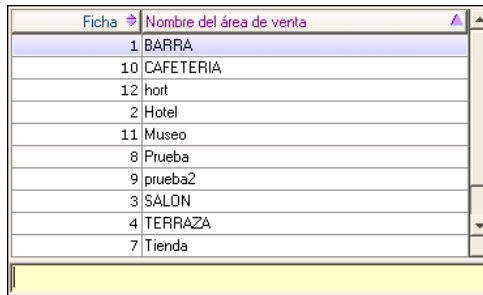 Ficha Nombre del área de venta
1 BARRA
10 CAFETERIA
12 hort
2 Hotel
11 Museo
8 Prueba
9 prueba2
3 SALON
4 TERRAZA
7 Tienda